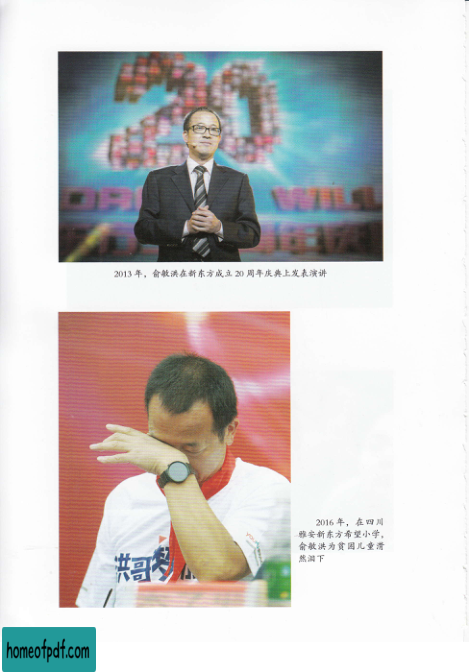 20
2013 年，俞敏洪在新东方成立 20 周年庆典上发表演讲
洪哥梦
2016 年，在四川
雅安新东方希望小学，
俞敏洪为贫困儿童潸
然泪下
homeofpdf.com